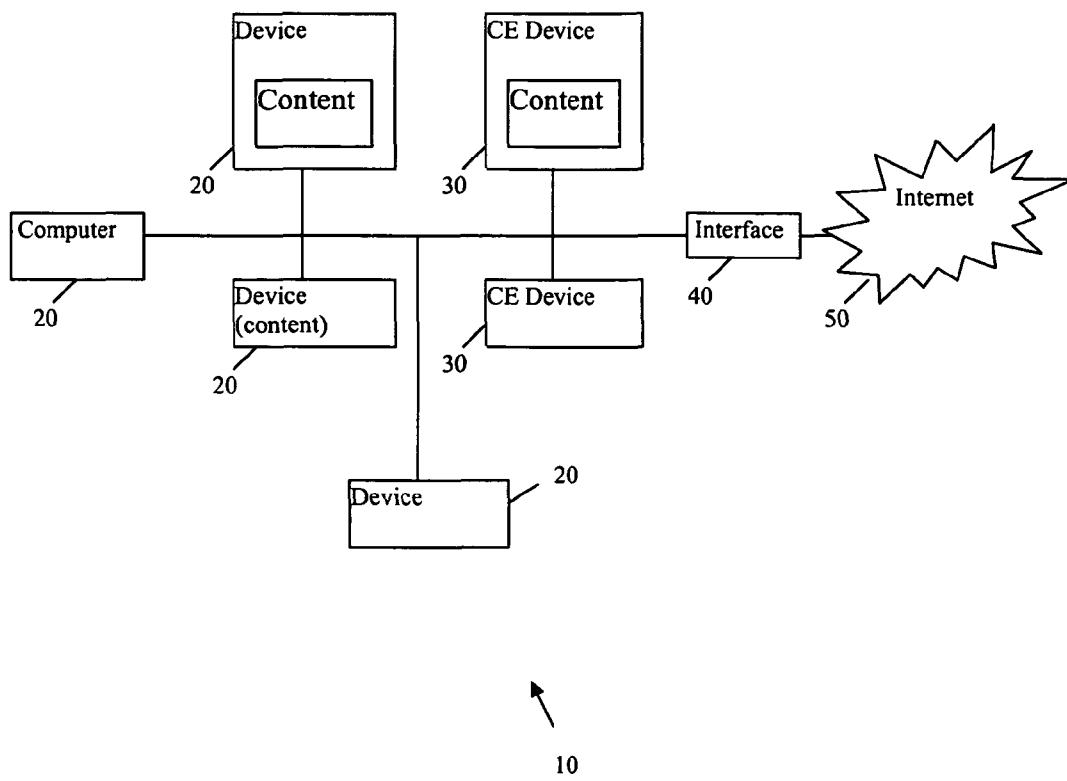 Device
CE Device
Content
Content
20
30
Computer
Interface
Internet
20
40
50
Device
(content)
CE Device
20
30
Device
20
10